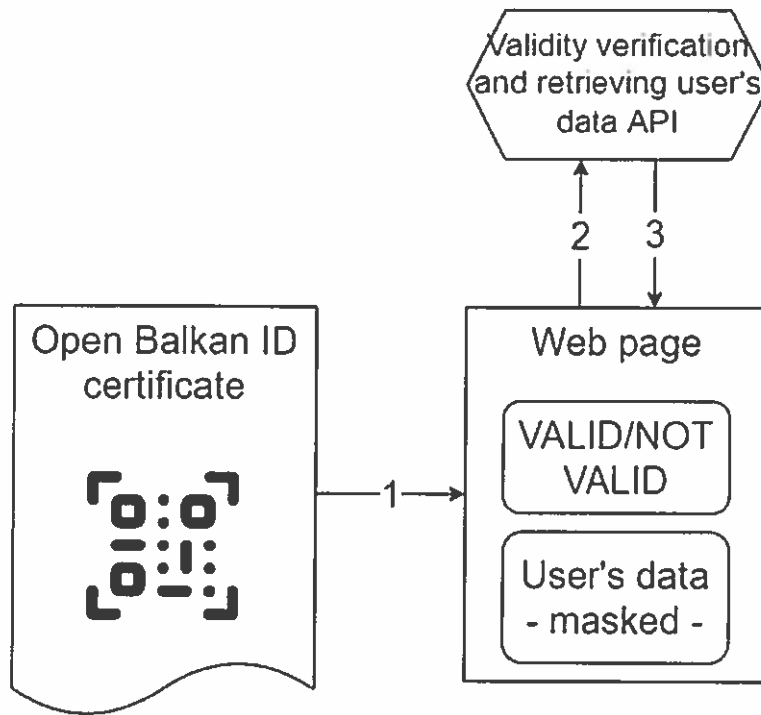 Validity verification
and retrieving user's
data API
2
3
Open Balkan ID
certificate
Web page
VALID/NOT
VALID
1
User's data
- masked -